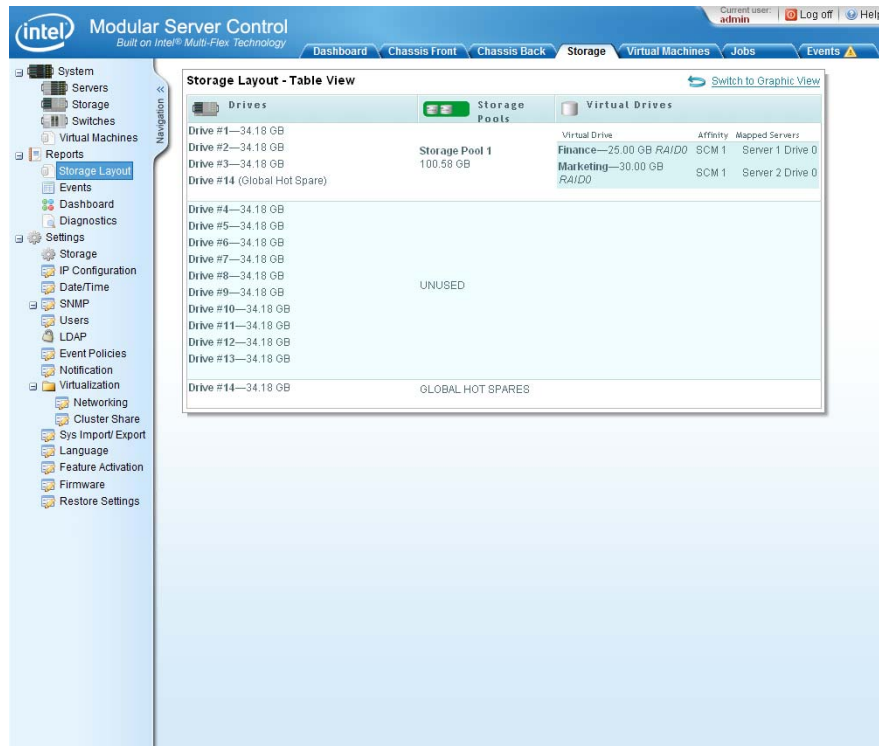 Current user: admin | Log off | Help
intel Modular Server Control
Built on Intel® Multi-Flex Technology
Dashboard Chassis Front Chassis Back Storage Virtual Machines Jobs Events
Navigation
System
Servers
Storage
Switches
Virtual Machines
Reports
Storage Layout
Events
Dashboard
Diagnostics
Settings
Storage
IP Configuration
Date/Time
SNMP
Users
LDAP
Event Policies
Notification
Virtualization
Networking
Cluster Share
Sys Import/ Export
Language
Feature Activation
Firmware
Restore Settings
Storage Layout - Table View Switch to Graphic View
Drives
Storage
Pools
Virtual Drives
Drive #1—34.18 GB
Drive #2—34.18 GB
Drive #3—34.18 GB
Drive #14 (Global Hot Spare)
Storage Pool 1
100.58 GB
Virtual Drive Affinity Mapped Servers
Finance—25.00 GB RAID0 SCM 1 Server 1 Drive 0
Marketing—30.00 GB
RAID0 SCM 1 Server 2 Drive 0
Drive #4—34.18 GB
Drive #5—34.18 GB
Drive #6—34.18 GB
Drive #7—34.18 GB
Drive #8—34.18 GB
Drive #9—34.18 GB
Drive #10—34.18 GB
Drive #11—34.18 GB
Drive #12—34.18 GB
Drive #13—34.18 GB
UNUSED
Drive #14—34.18 GB GLOBAL HOT SPARES